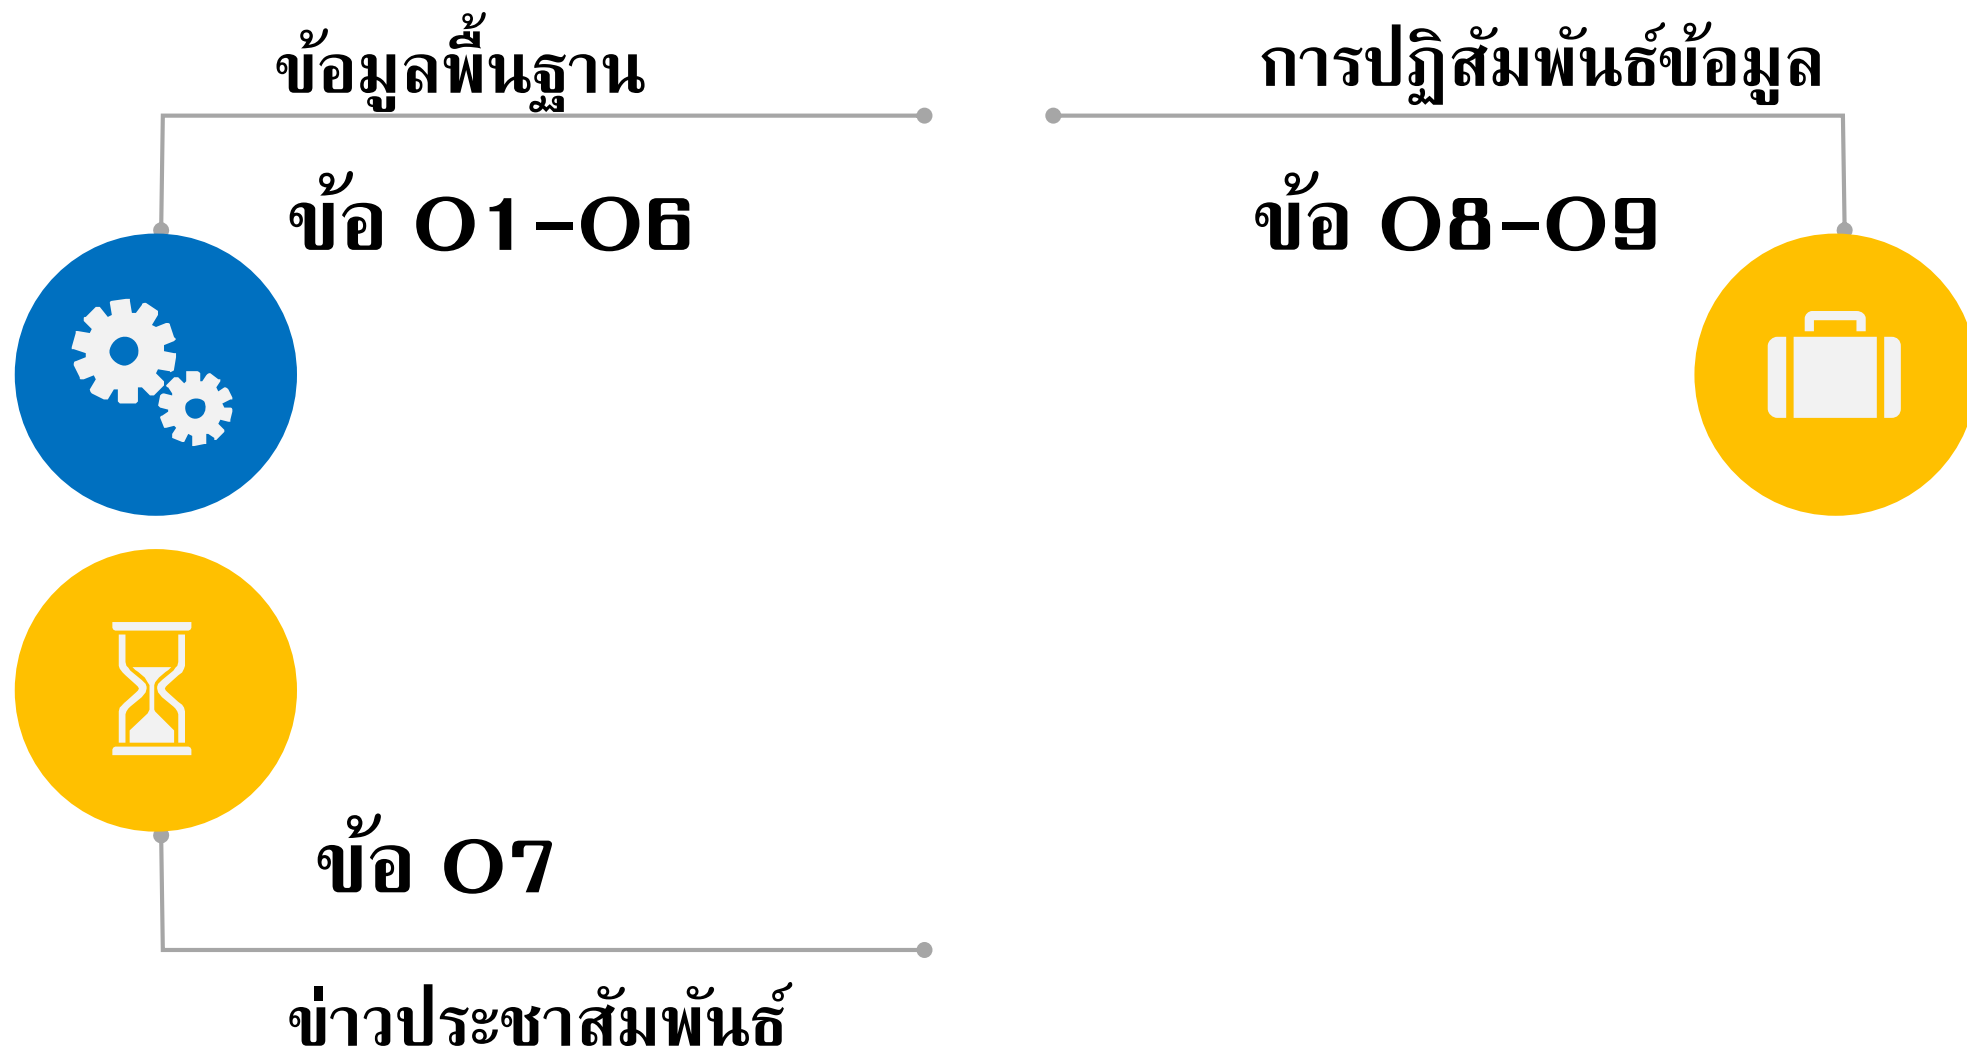 ข้อมูลพื้นฐาน
ข้อ O1-O6
การปฏิสัมพันธ์ข้อมูล
ข้อ O8-O9
ข้อ O7
ข่าวประชาสัมพันธ์